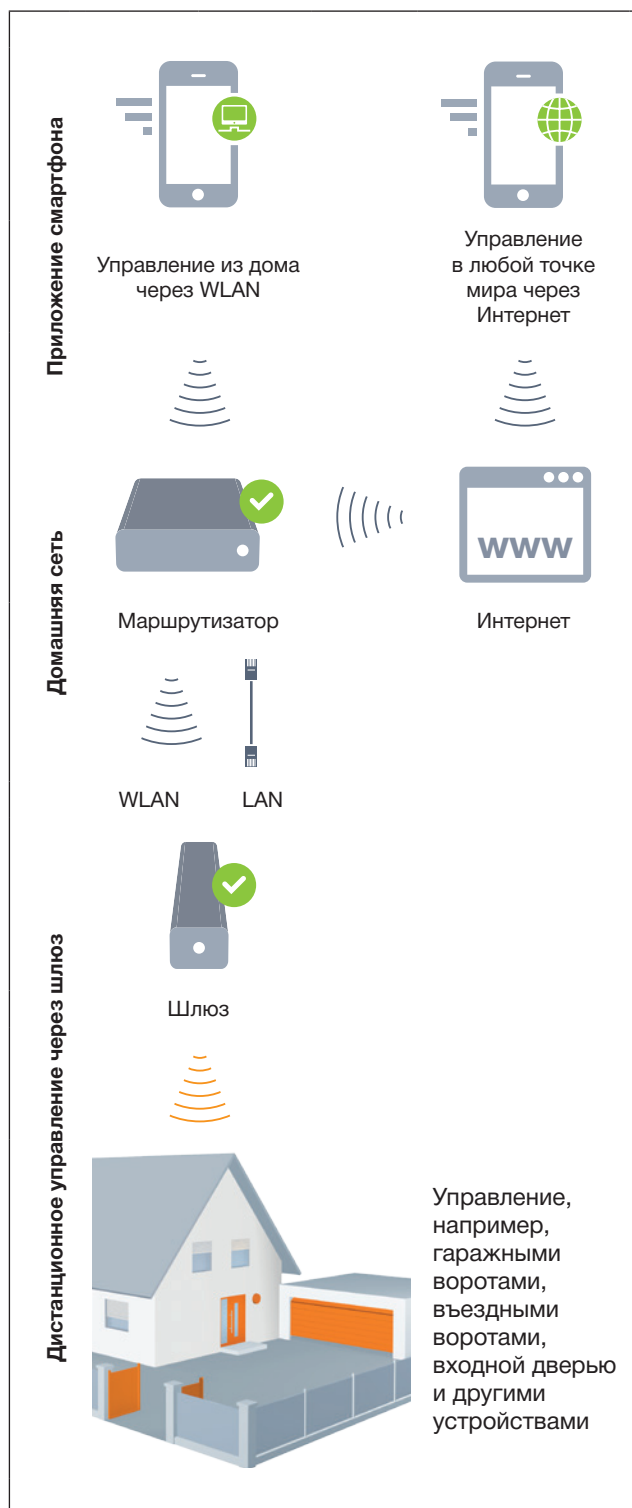 Приложение смартфона
Управление из дома
через WLAN
Управление
в любой точке
мира через
Интернет
Домашняя сеть
www
Маршрутизатор
Интернет
WLAN
LAN
Дистанционное управление через шлюз
Шлюз
Управление,
например,
гаражными
воротами,
въездными
воротами,
входной дверью
и другими
устройствами